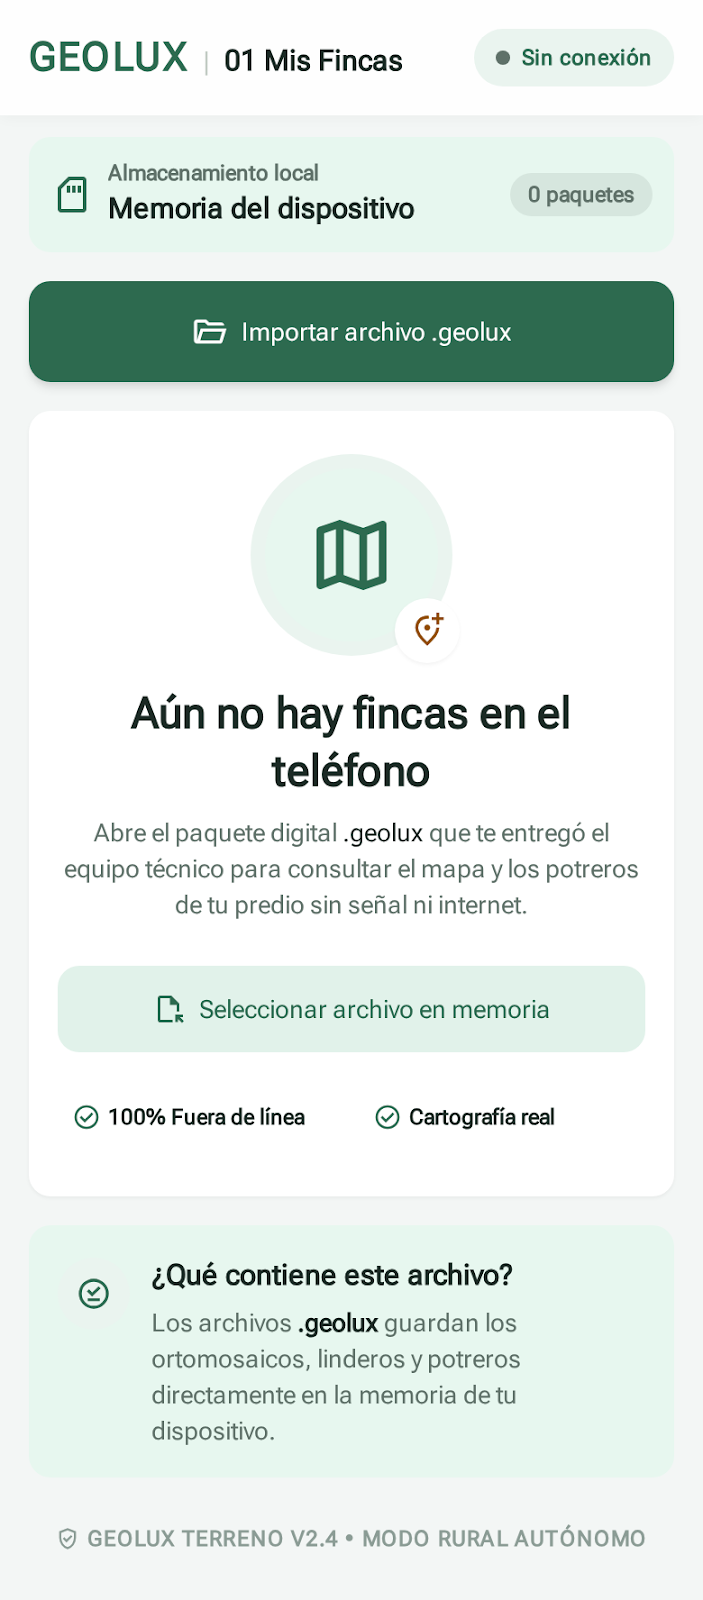 GEOLUX | 01 Mis Fincas
Sin conexión
Almacenamiento local
Memoria del dispositivo
0 paquetes
Importar archivo .geolux
Aún no hay fincas en el
teléfono
Abre el paquete digital .geolux que te entregó el
equipo técnico para consultar el mapa y los potreros
de tu predio sin señal ni internet.
Seleccionar archivo en memoria
100% Fuera de línea
Cartografía real
¿Qué contiene este archivo?
Los archivos .geolux guardan los
ortomosaicos, linderos y potreros
directamente en la memoria de tu
dispositivo.
GEOLUX TERRENO V2.4 • MODO RURAL AUTÓNOMO